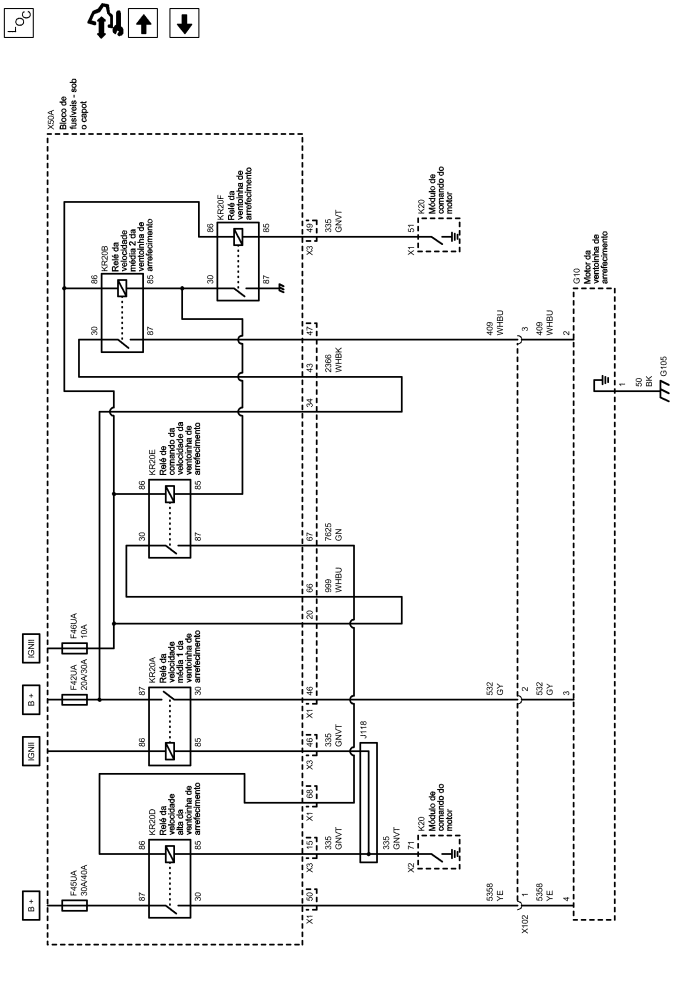 LOC
X50A
Bloco de
fusíveis - sob
o capot
KR20F
Relé da
ventoinha de
arrefecimento
86
85
30
87
KR20B
Relé da
velocidade
média 2 da
ventoinha de
arrefecimento
86
85
30
87
KR20E
Relé de
comando da
velocidade da
ventoinha de
arrefecimento
86
85
30
87
IGNII
F46UA
10A
B +
F42UA
20A/30A
KR20A
Relé da
velocidade
média 1 da
ventoinha de
arrefecimento
87
30
86
85
IGNII
KR20D
Relé da
velocidade
alta da
ventoinha de
arrefecimento
86
85
87
30
B +
F45UA
30A/40A
49
X3
335
GNVT
47
43
2366
WHBK
34
67
7625
GN
66
999
WHBU
20
46
X1
46
X3
335
GNVT
68
X1
15
X3
335
GNVT
50
X1
J118
335
GNVT
K20
Módulo de
comando do
motor
51
X1
K20
Módulo de
comando do
motor
71
X2
409
WHBU
3
409
WHBU
2
532
GY
2
532
GY
3
5358
YE
1
X102
5358
YE
4
G10
Motor da
ventoinha de
arrefecimento
1
50
BK
G105